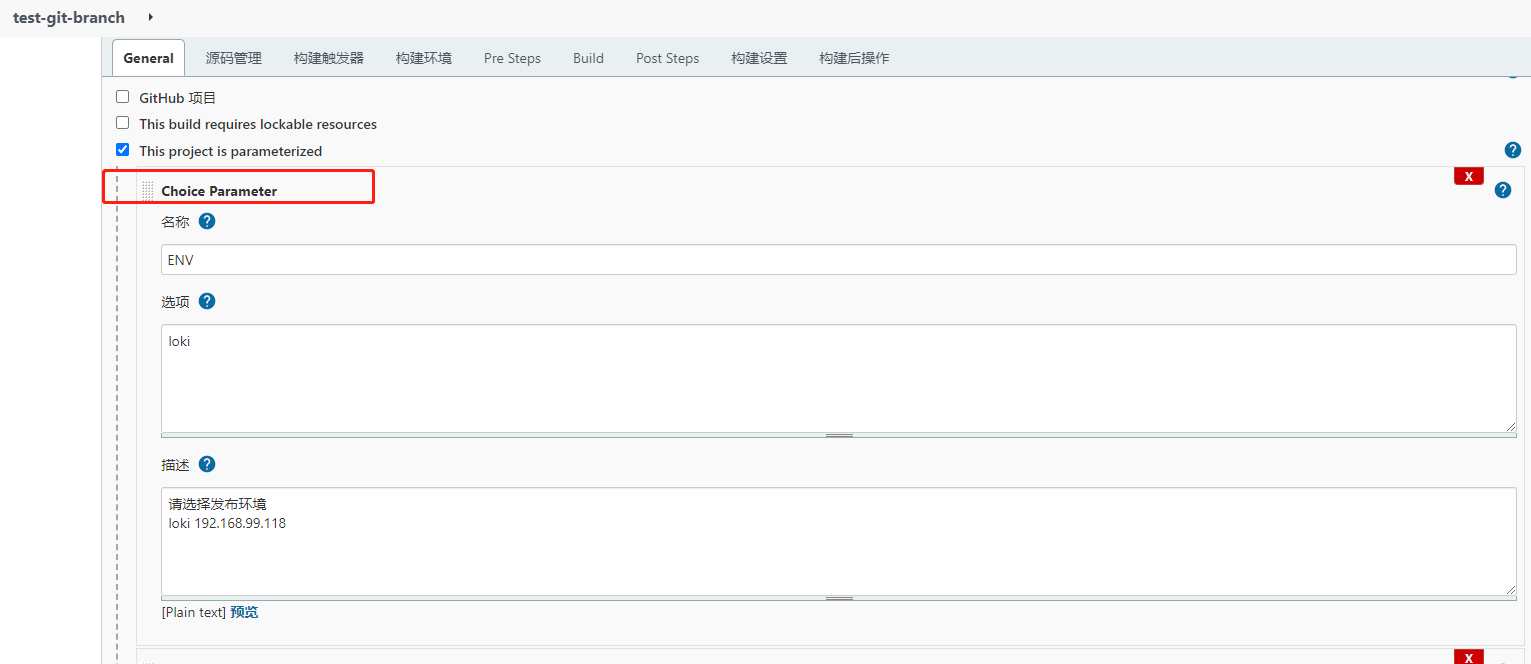 test-git-branch
General 源码管理 构建触发器 构建环境 Pre Steps Build Post Steps 构建设置 构建后操作
GitHub 项目
This build requires lockable resources
This project is parameterized
?
X
Choice Parameter
?
名称 ?
ENV
选项 ?
loki
描述 ?
请选择发布环境
loki 192.168.99.118
[Plain text] 预览
X